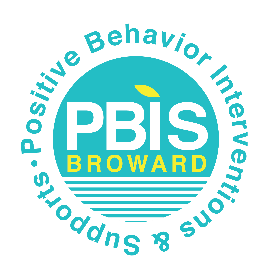 Positive Behavior Interventions & Supports •
PBIS
BROWARD